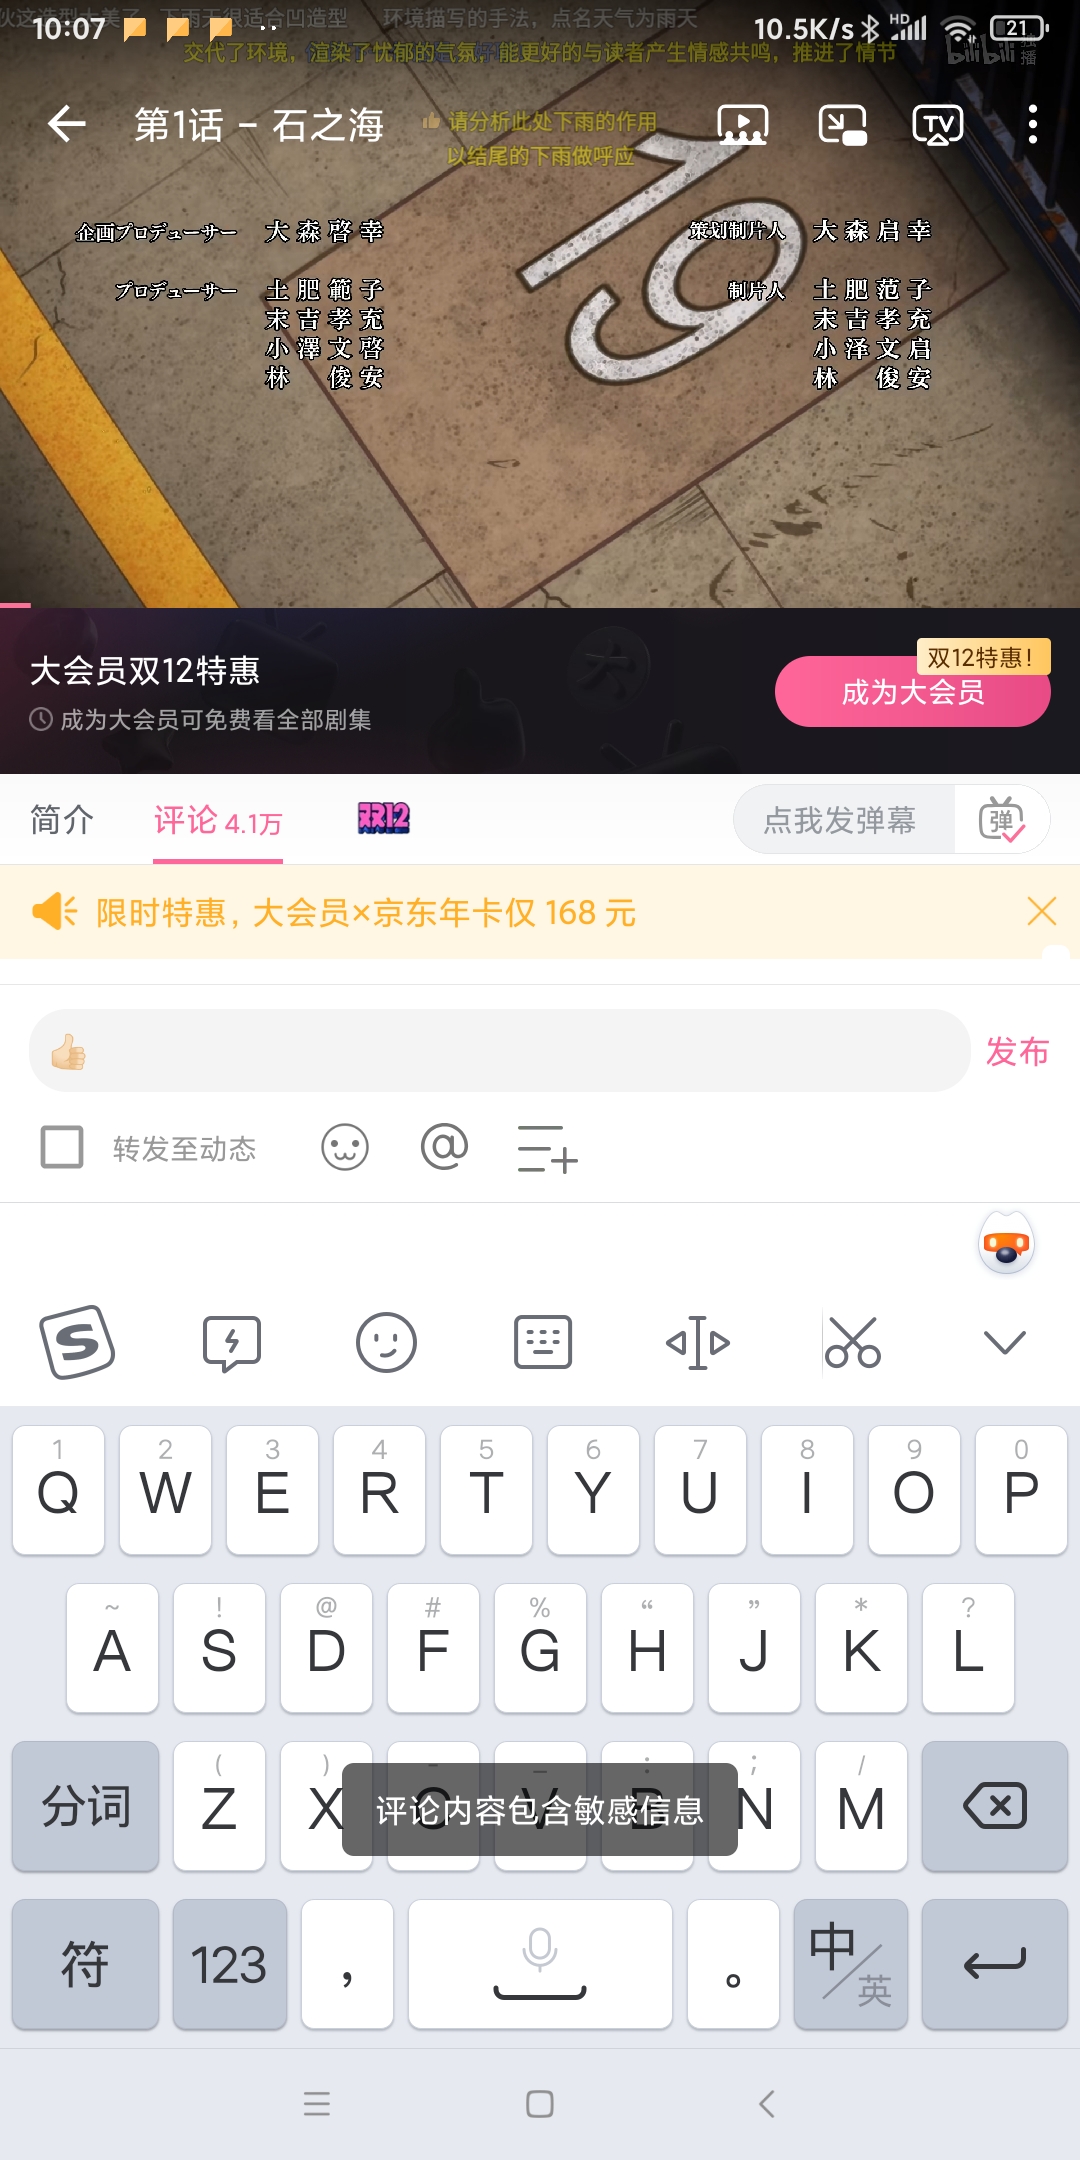 伙这造型太美了 下雨天很适合凹造型 环境描写的手法，点名天气为雨天
10:07
10.5K/s HD 21
交代了环境，渲染了忧郁的气氛，能更好的与读者产生情感共鸣，推进了情节
bilibili 独播
第1话 - 石之海
请分析此处下雨的作用
以结尾的下雨做呼应
TV
19
企画プロデューサー 大森啓幸
策划制片人 大森启幸
プロデューサー 土肥範子
制片人 土肥范子
末吉孝充
末吉孝充
小澤文啓
小泽文启
林 俊安
林 俊安
大会员双12特惠
双12特惠！
成为大会员可免费看全部剧集
成为大会员
简介 评论 4.1万 双12 点我发弹幕 弹
限时特惠，大会员×京东年卡仅 168 元
发布
转发至动态 @
S
1 2 3 4 5 6 7 8 9 0
Q W E R T Y U I O P
~ ! @ # % “ ” * ?
A S D F G H J K L
( ) - _ : ; /
分词 Z X C V B N M
评论内容包含敏感信息
符 123 ， 。 中/英